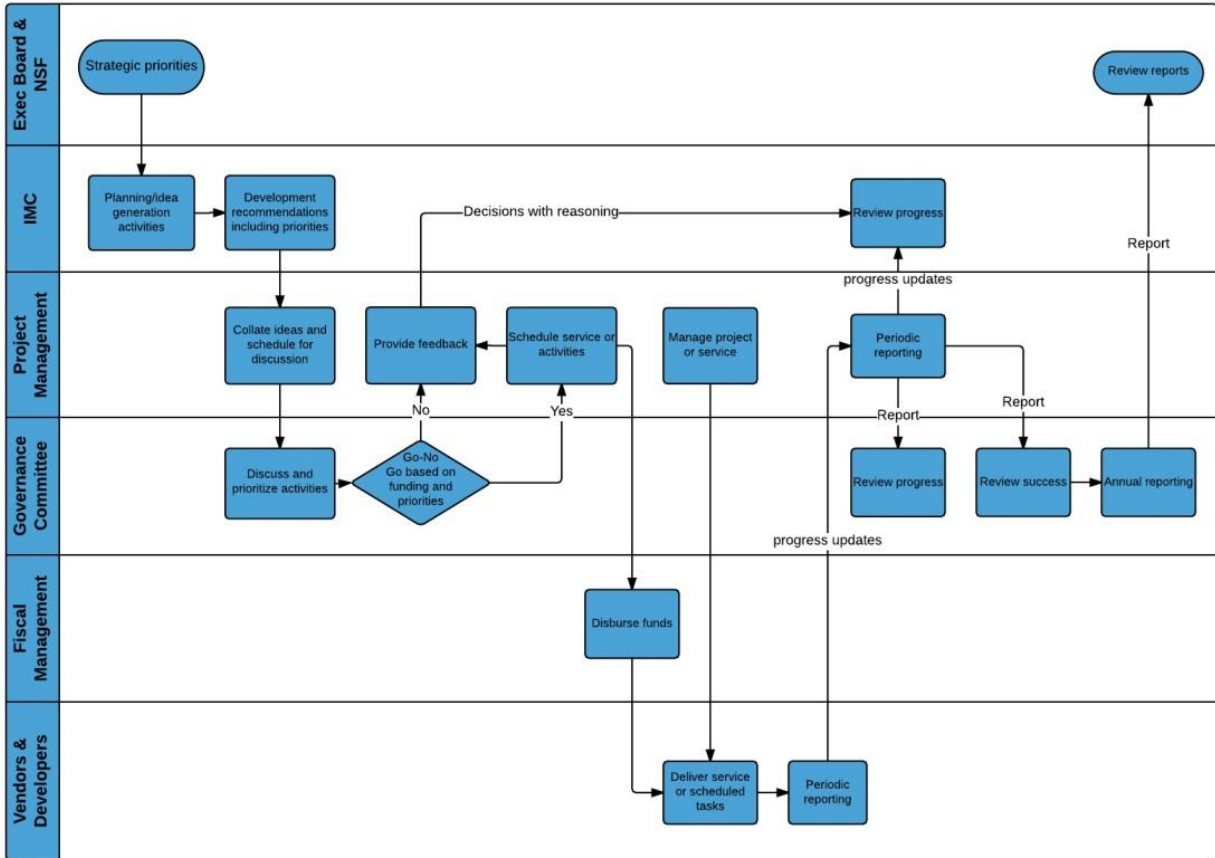 Exec Board &
NSF
Strategic priorities
Review reports
IMC
Planning/idea
generation
activities
Development
recommendations
including priorities
Decisions with reasoning
Review progress
Report
progress updates
Project
Management
Collate ideas and
schedule for
discussion
Provide feedback
Schedule service or
activities
Manage project
or service
Periodic
reporting
No
Yes
Report
Report
Governance
Committee
Discuss and
prioritize activities
Go-No
Go based on
funding and
priorities
Review progress
Review success
Annual reporting
progress updates
Fiscal
Management
Disburse funds
Vendors &
Developers
Deliver service
or scheduled
tasks
Periodic
reporting